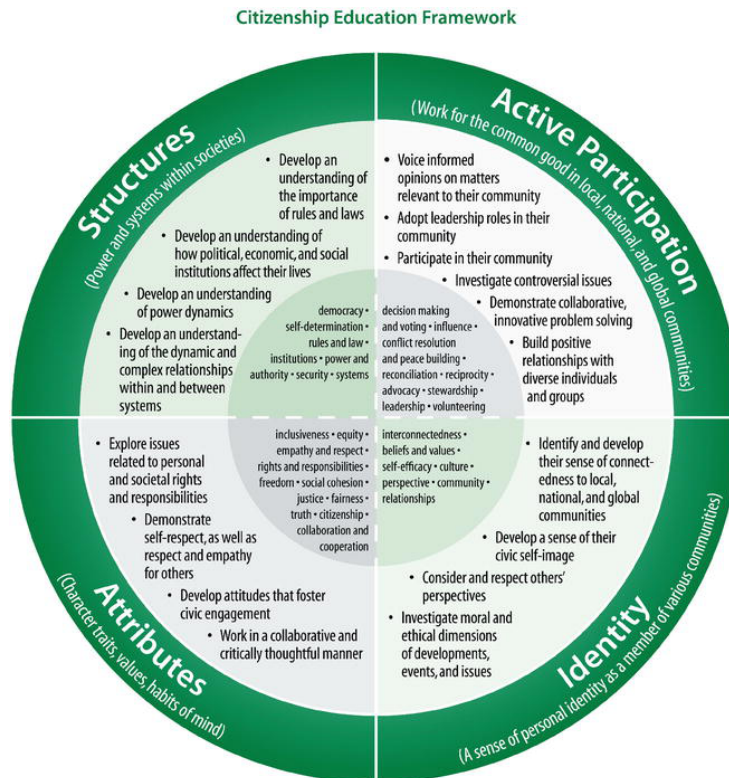 Citizenship Education Framework
Structures
(Power and systems within societies)
• Develop an
understanding of
the importance
of rules and laws
• Develop an understanding of
how political, economic, and social
institutions affect their lives
• Develop an understanding
of power dynamics
• Develop an understand-
ing of the dynamic and
complex relationships
within and between
systems
democracy •
self-determination •
rules and law •
institutions • power and
authority • security • systems
Active Participation
(Work for the common good in local, national, and global communities)
• Voice informed
opinions on matters
relevant to their community
• Adopt leadership roles in their
community
• Participate in their community
• Investigate controversial issues
• Demonstrate collaborative,
innovative problem solving
• Build positive
relationships with
diverse individuals
and groups
decision making
and voting • influence •
conflict resolution
and peace building •
reconciliation • reciprocity •
advocacy • stewardship •
leadership • volunteering
Attributes
(Character traits, values, habits of mind)
• Explore issues
related to personal
and societal rights
and responsibilities
• Demonstrate
self-respect, as well as
respect and empathy
for others
• Develop attitudes that foster
civic engagement
• Work in a collaborative and
critically thoughtful manner
inclusiveness • equity •
empathy and respect •
rights and responsibilities •
freedom • social cohesion •
justice • fairness •
truth • citizenship •
collaboration and
cooperation
Identity
(A sense of personal identity as a member of various communities)
interconnectedness •
beliefs and values •
self-efficacy • culture •
perspective • community •
relationships
• Identify and develop
their sense of connect-
edness to local,
national, and global
communities
• Develop a sense of their
civic self-image
• Consider and respect others'
perspectives
• Investigate moral and
ethical dimensions
of developments,
events, and issues